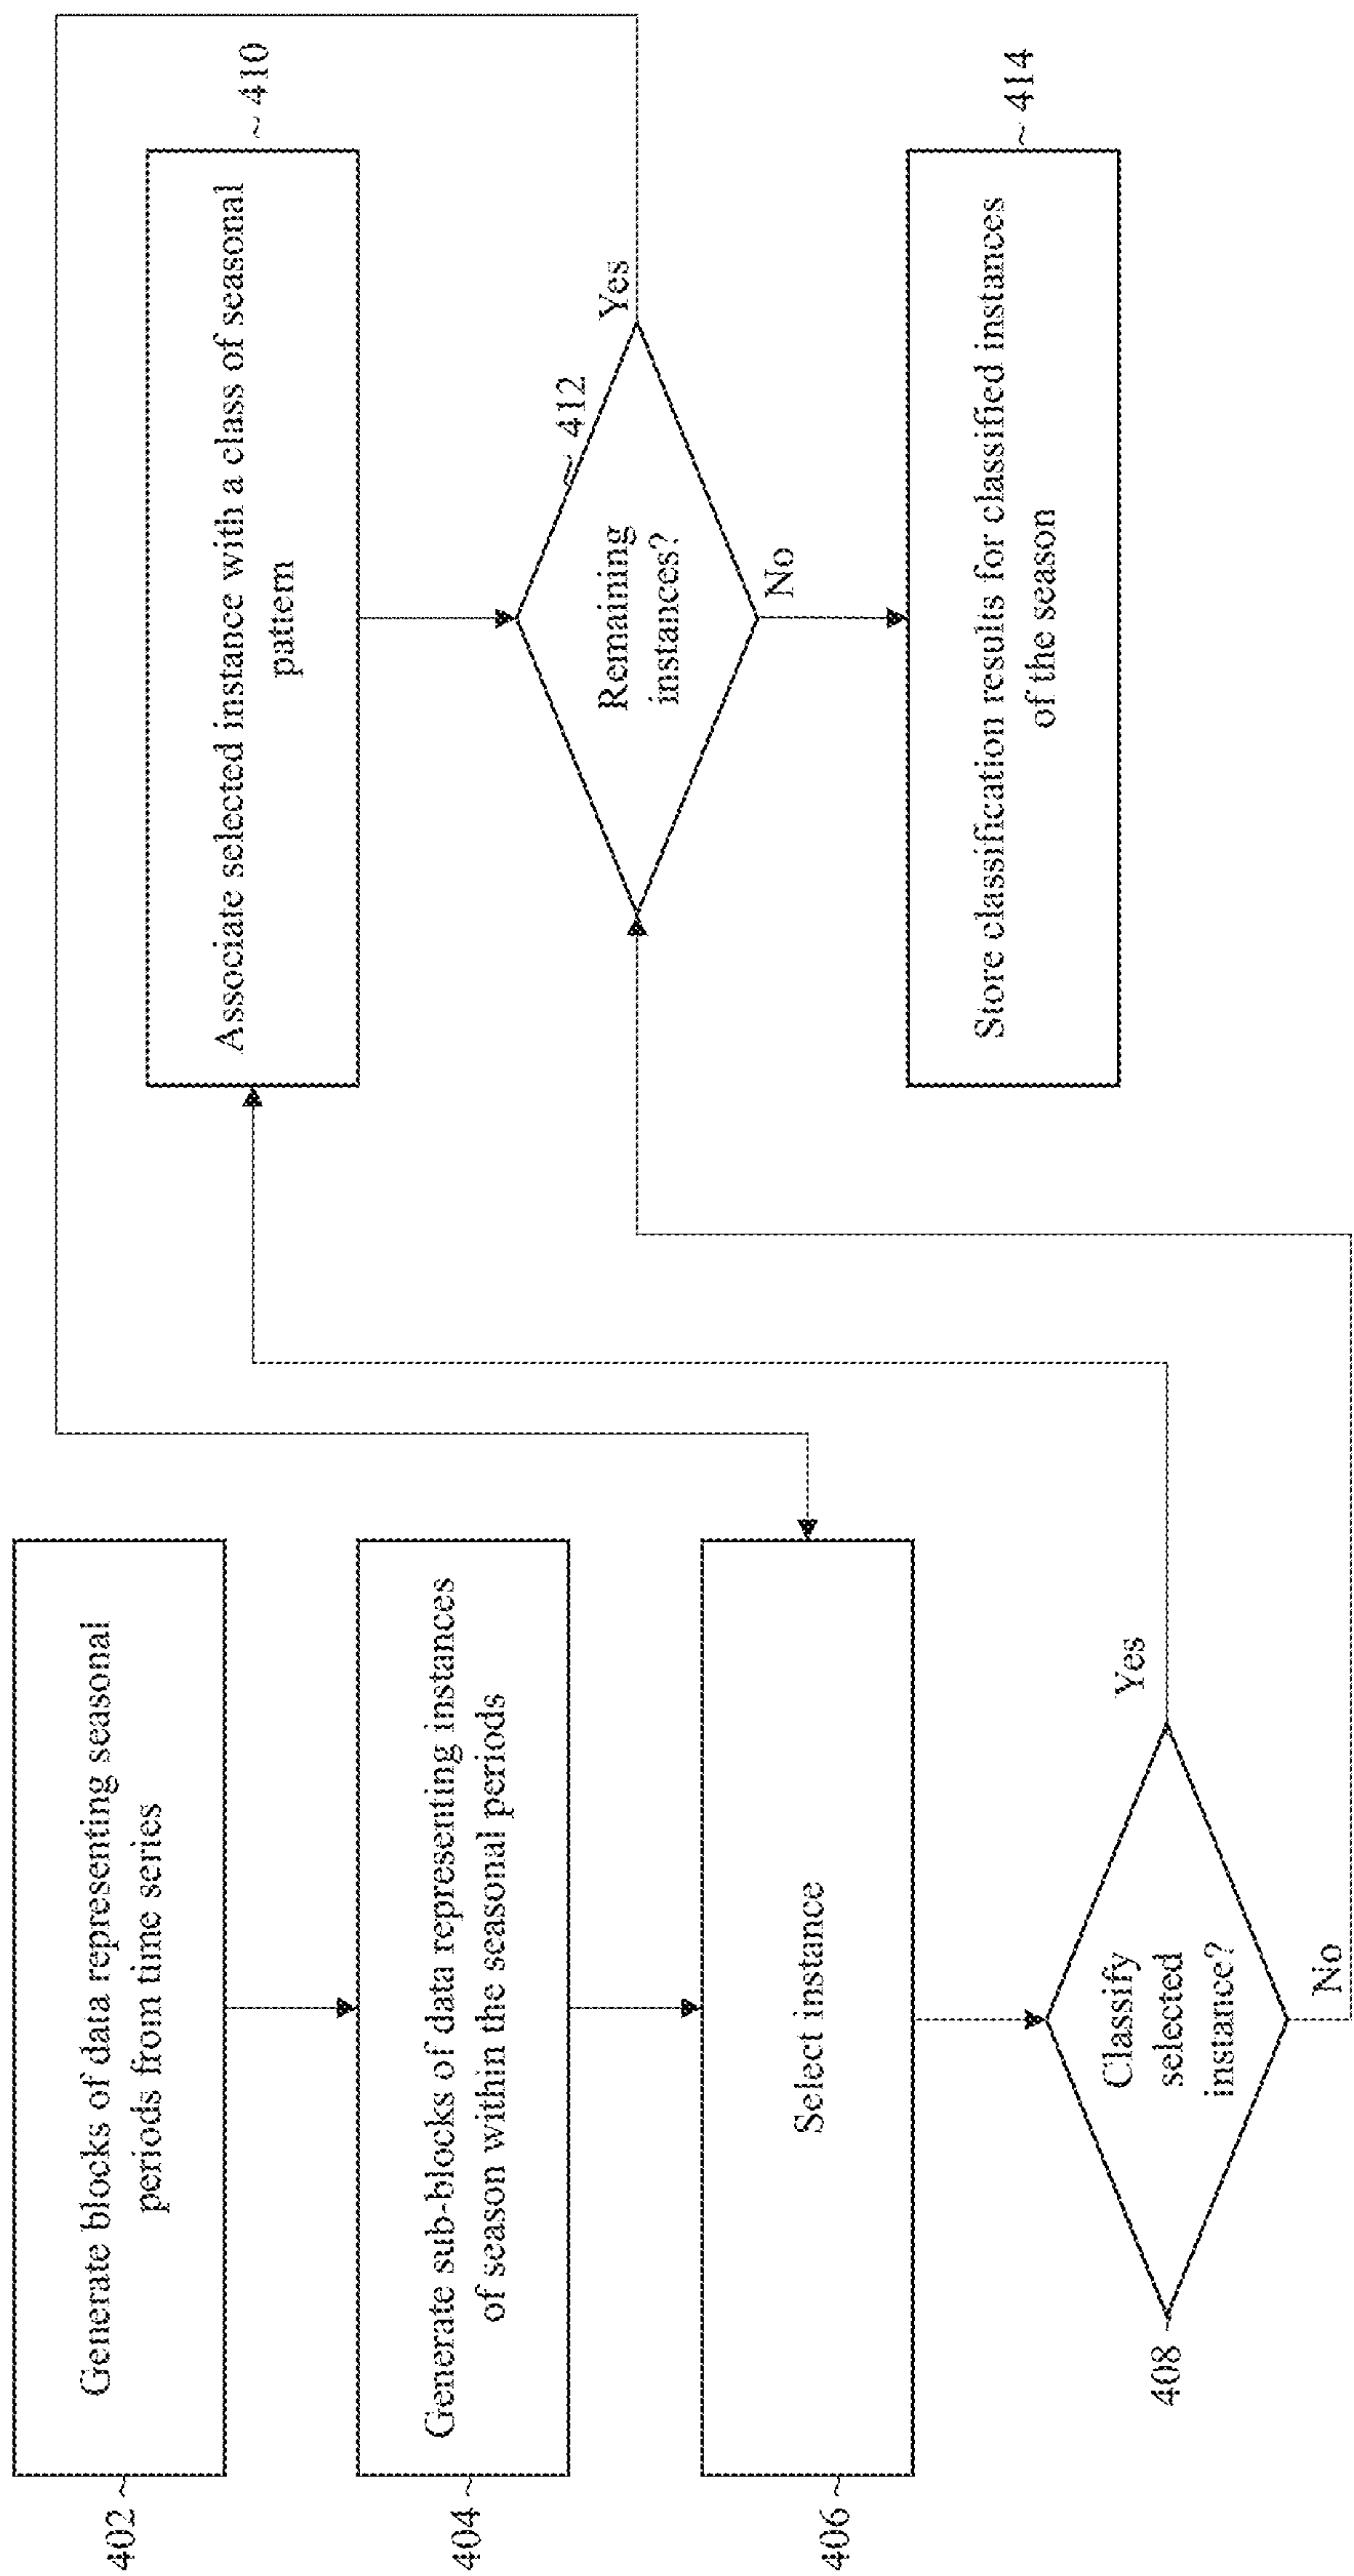 402
Generate blocks of data representing seasonal
periods from time series
404
Generate sub-blocks of data representing instances
of season within the seasonal periods
406
Select instance
408
Classify
selected
instance?
Yes
No
Associate selected instance with a class of seasonal
pattern
410
Remaining
instances?
412
Yes
No
Store classification results for classified instances
of the season
414